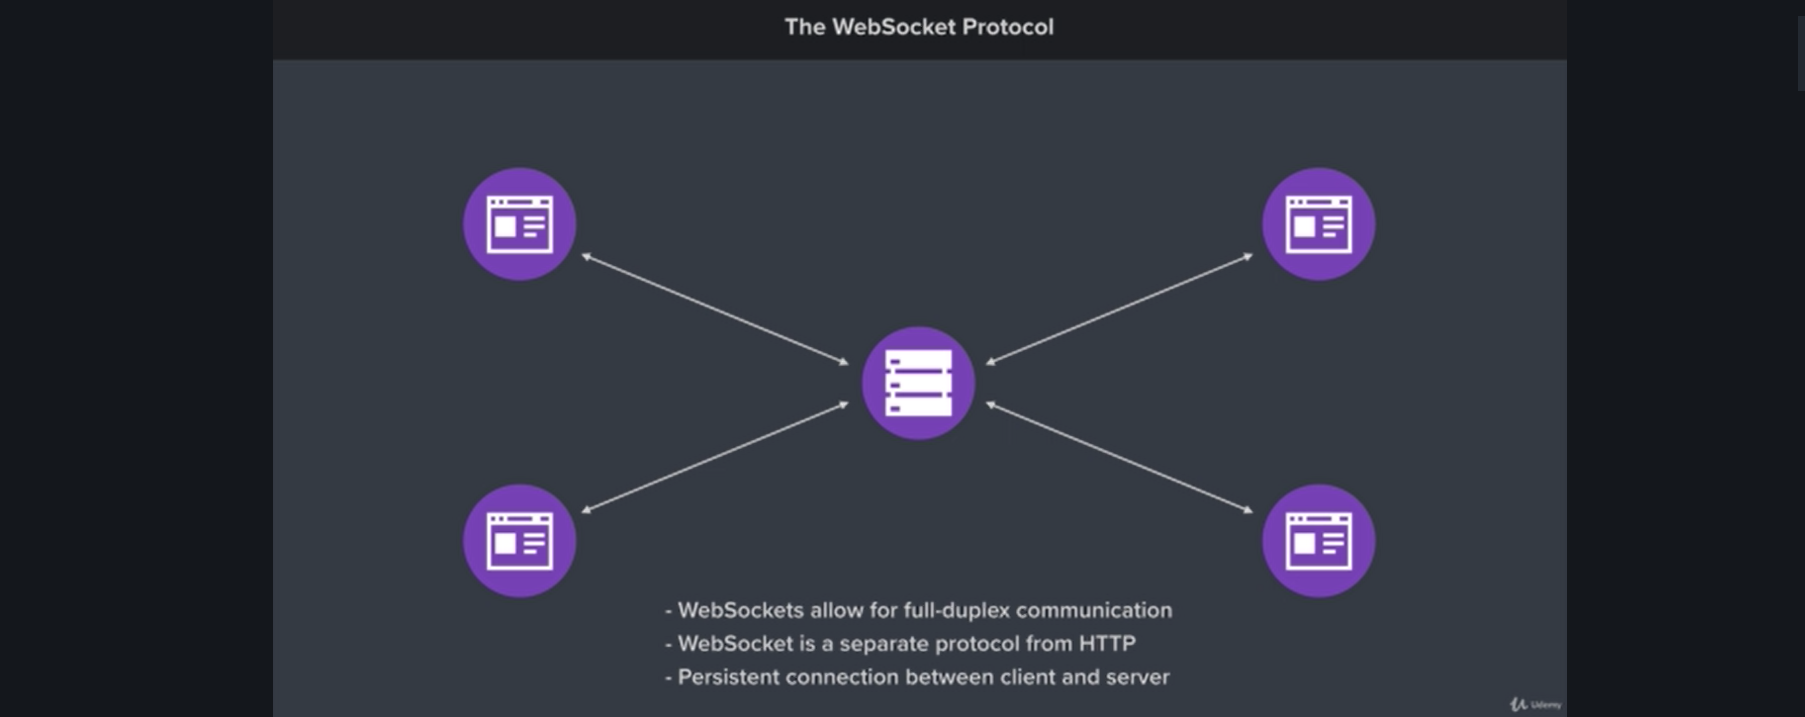 The WebSocket Protocol
- WebSockets allow for full-duplex communication
- WebSocket is a separate protocol from HTTP
- Persistent connection between client and server
Udemy